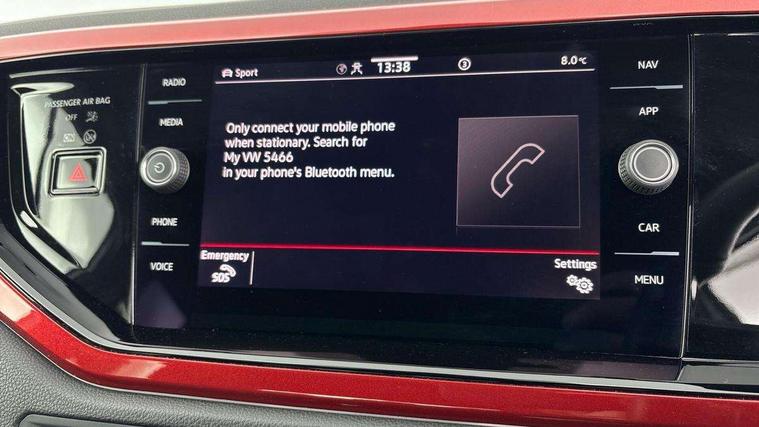 PASSENGER AIR BAG
OFF
RADIO
MEDIA
PHONE
VOICE
Sport
13:38
3
8.0°C
Only connect your mobile phone
when stationary. Search for
My VW 5466
in your phone's Bluetooth menu.
Emergency
SOS
Settings
NAV
APP
CAR
MENU